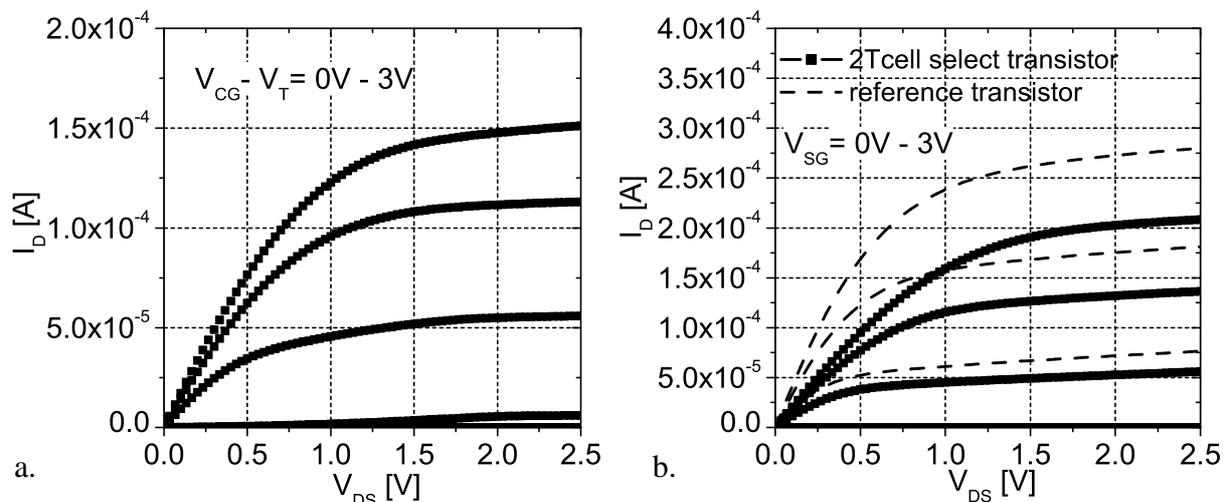 2.0x10⁻⁴
1.5x10⁻⁴
1.0x10⁻⁴
5.0x10⁻⁵
0.0
I_D [A]
V_CG - V_T = 0V - 3V
0.0 0.5 1.0 1.5 2.0 2.5
V_DS [V]
a.
4.0x10⁻⁴
3.5x10⁻⁴
3.0x10⁻⁴
2.5x10⁻⁴
2.0x10⁻⁴
1.5x10⁻⁴
1.0x10⁻⁴
5.0x10⁻⁵
0.0
I_D [A]
2Tcell select transistor
reference transistor
V_SG = 0V - 3V
0.0 0.5 1.0 1.5 2.0 2.5
V_DS [V]
b.